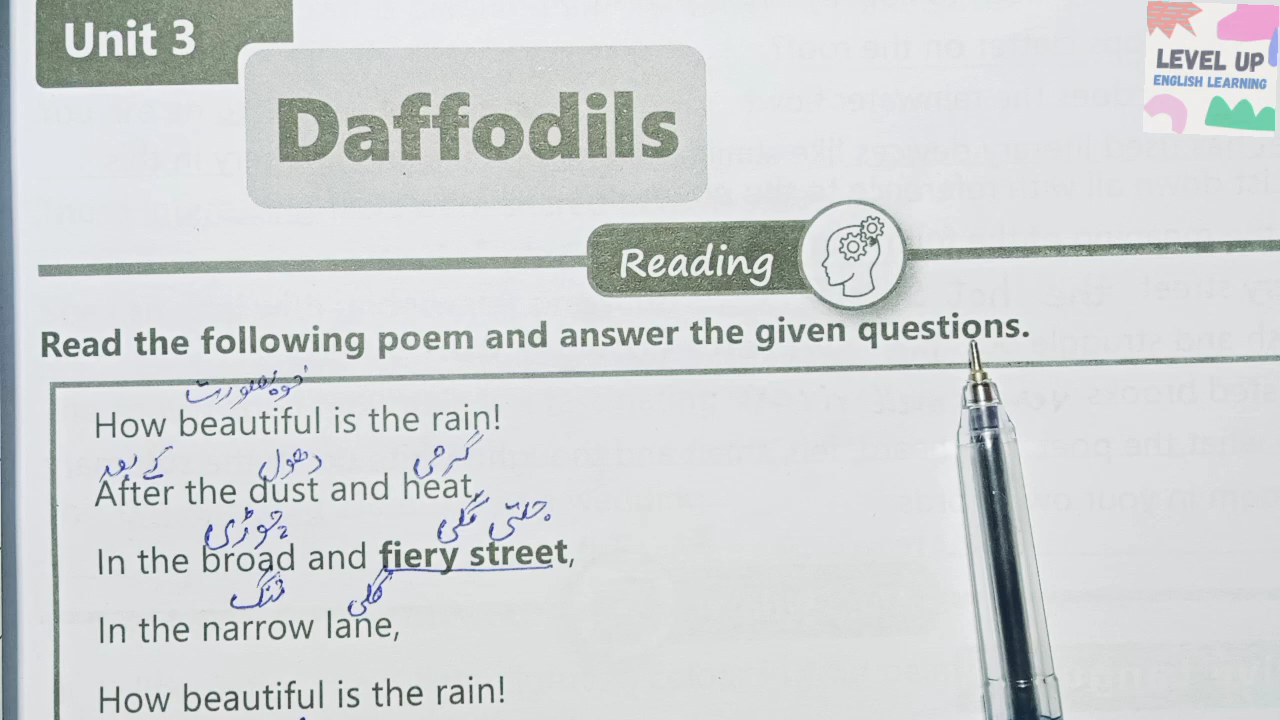 Unit 3
LEVEL UP
ENGLISH LEARNING
Daffodils
Reading
Read the following poem and answer the given questions.
خوبصورت
How beautiful is the rain!
کے بعد دھول گرمی
After the dust and heat,
چوڑی جلتی گلی
In the broad and fiery street,
تنگ گلی
In the narrow lane,
How beautiful is the rain!